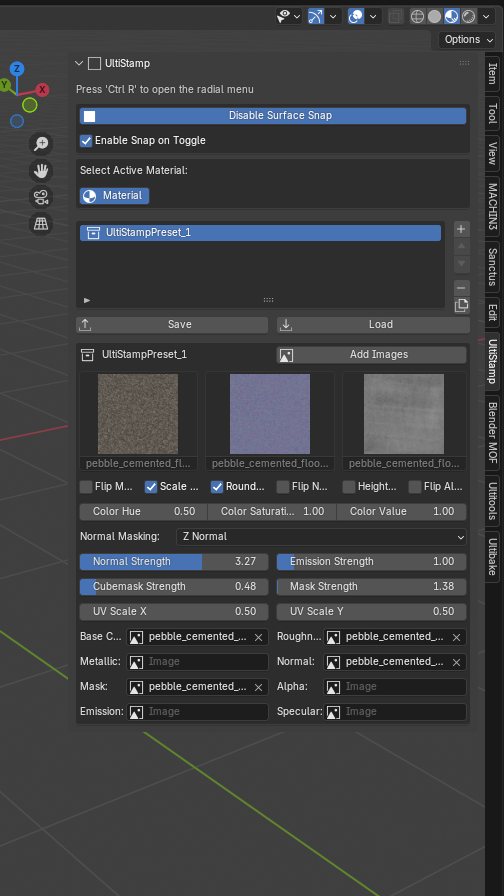 Options
Z
Y
X
UltiStamp
Press 'Ctrl R' to open the radial menu
Disable Surface Snap
Enable Snap on Toggle
Select Active Material:
Material
UltiStampPreset_1
Save
Load
UltiStampPreset_1
Add Images
pebble_cemented_fl...
pebble_cemented_floo...
pebble_cemented_flo...
Flip M...
Scale ...
Round...
Flip N...
Height...
Flip Al...
Color Hue 0.50
Color Saturati... 1.00
Color Value 1.00
Normal Masking: Z Normal
Normal Strength 3.27
Emission Strength 1.00
Cubemask Strength 0.48
Mask Strength 1.38
UV Scale X 0.50
UV Scale Y 0.50
Base C... pebble_cemented_...
Roughn... pebble_cemented_...
Metallic: Image
Normal: pebble_cemented_...
Mask: pebble_cemented_...
Alpha: Image
Emission: Image
Specular: Image
Item
Tool
View
MACHIN3
Sanctus
Edit
UltiStamp
Blender MOF
Ultitools
Ultibake